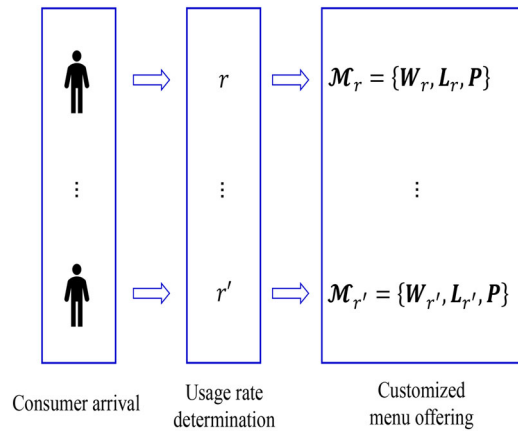 r
ℳ_r = {W_r, L_r, P}
⋮ ⋮ ⋮
r′
ℳ_r′ = {W_r′, L_r′, P}
Consumer arrival
Usage rate
determination
Customized
menu offering